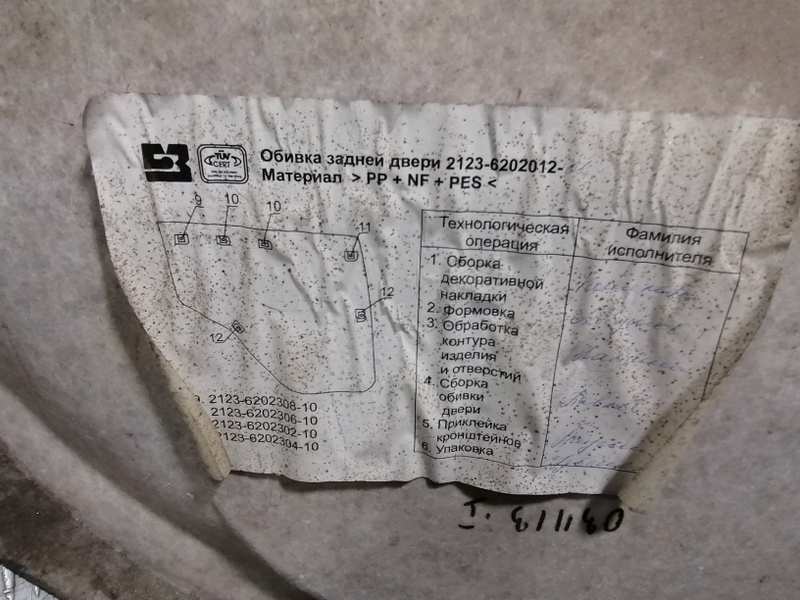 TÜV
CERT
Обивка задней двери 2123-6202012-
Материал > PP + NF + PES <
9
10
10
11
12
12
2123-6202308-10
2123-6202306-10
2123-6202302-10
2123-6202304-10
Технологическая
операция
Фамилия
исполнителя
1. Сборка
декоративной
накладки
2. Формовка
3. Обработка
контура
изделия
и отверстий
4. Сборка
обивки
двери
5. Приклейка
кронштейнов
6. Упаковка